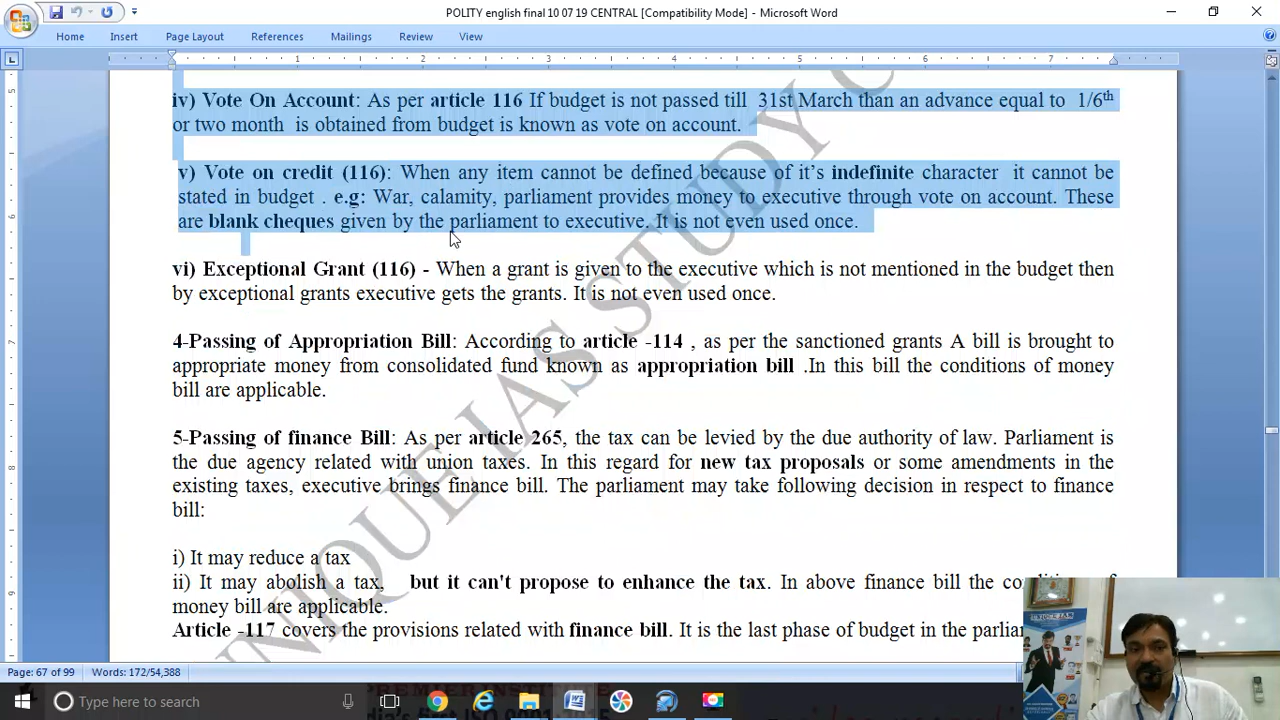 POLITY english final 10 07 19 CENTRAL [Compatibility Mode] - Microsoft Word
Home Insert Page Layout References Mailings Review View
1 2 3 4 5 6 7
iv) Vote On Account: As per article 116 If budget is not passed till 31st March than an advance equal to 1/6th
or two month is obtained from budget is known as vote on account.
v) Vote on credit (116): When any item cannot be defined because of it's indefinite character it cannot be
stated in budget . e.g: War, calamity, parliament provides money to executive through vote on account. These
are blank cheques given by the parliament to executive. It is not even used once.
vi) Exceptional Grant (116) - When a grant is given to the executive which is not mentioned in the budget then
by exceptional grants executive gets the grants. It is not even used once.
4-Passing of Appropriation Bill: According to article -114 , as per the sanctioned grants A bill is brought to
appropriate money from consolidated fund known as appropriation bill .In this bill the conditions of money
bill are applicable.
5-Passing of finance Bill: As per article 265, the tax can be levied by the due authority of law. Parliament is
the due agency related with union taxes. In this regard for new tax proposals or some amendments in the
existing taxes, executive brings finance bill. The parliament may take following decision in respect to finance
bill:
i) It may reduce a tax
ii) It may abolish a tax. but it can't propose to enhance the tax. In above finance bill the of
money bill are applicable.
Article -117 covers the provisions related with finance bill. It is the last phase of budget in the
UNIQUE IAS STUDY C
Page: 67 of 99 Words: 172/54,388
Type here to search